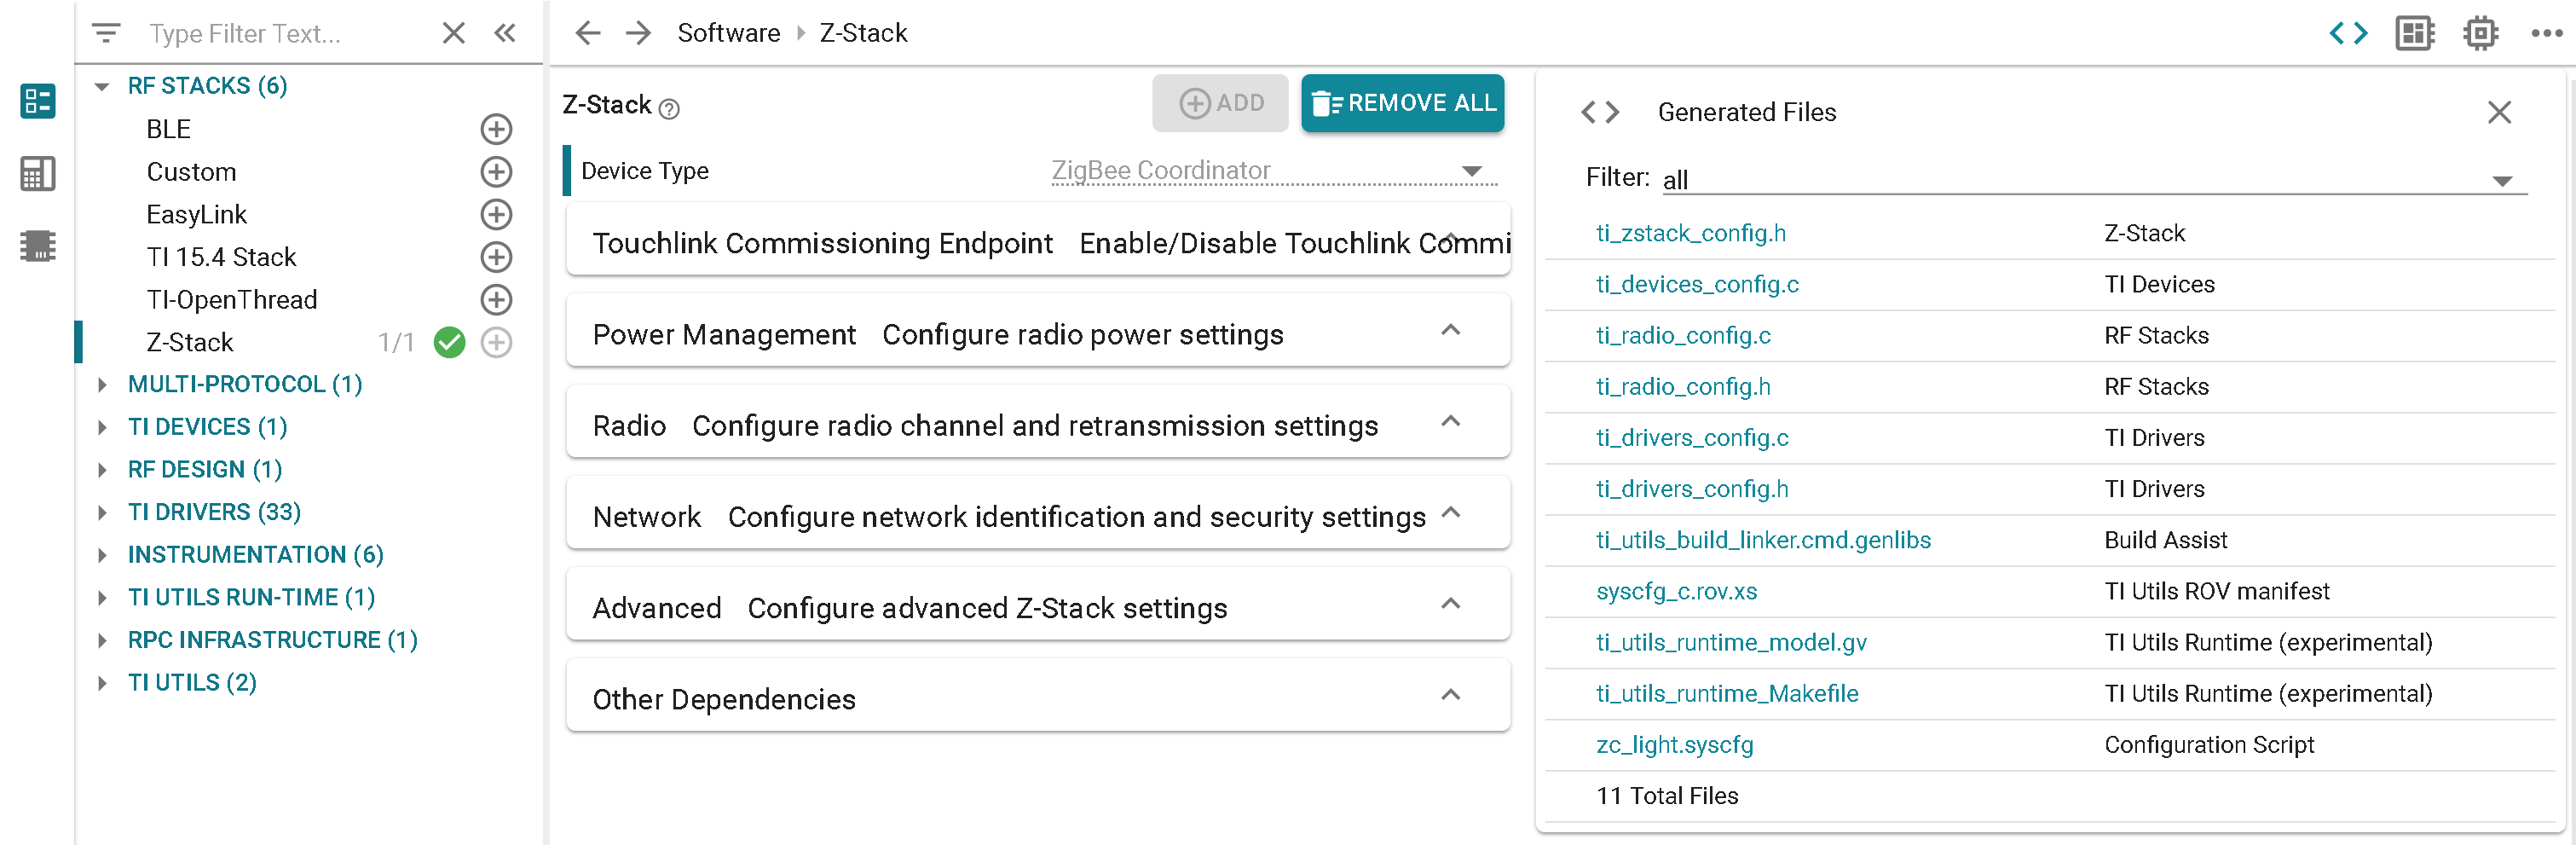 Type Filter Text...
RF STACKS (6)
BLE
Custom
EasyLink
TI 15.4 Stack
TI-OpenThread
Z-Stack 1/1
MULTI-PROTOCOL (1)
TI DEVICES (1)
RF DESIGN (1)
TI DRIVERS (33)
INSTRUMENTATION (6)
TI UTILS RUN-TIME (1)
RPC INFRASTRUCTURE (1)
TI UTILS (2)
Software Z-Stack
Z-Stack ADD REMOVE ALL
Device Type ZigBee Coordinator
Touchlink Commissioning Endpoint Enable/Disable Touchlink Commi
Power Management Configure radio power settings
Radio Configure radio channel and retransmission settings
Network Configure network identification and security settings
Advanced Configure advanced Z-Stack settings
Other Dependencies
Generated Files
Filter: all
ti_zstack_config.h Z-Stack
ti_devices_config.c TI Devices
ti_radio_config.c RF Stacks
ti_radio_config.h RF Stacks
ti_drivers_config.c TI Drivers
ti_drivers_config.h TI Drivers
ti_utils_build_linker.cmd.genlibs Build Assist
syscfg_c.rov.xs TI Utils ROV manifest
ti_utils_runtime_model.gv TI Utils Runtime (experimental)
ti_utils_runtime_Makefile TI Utils Runtime (experimental)
zc_light.syscfg Configuration Script
11 Total Files